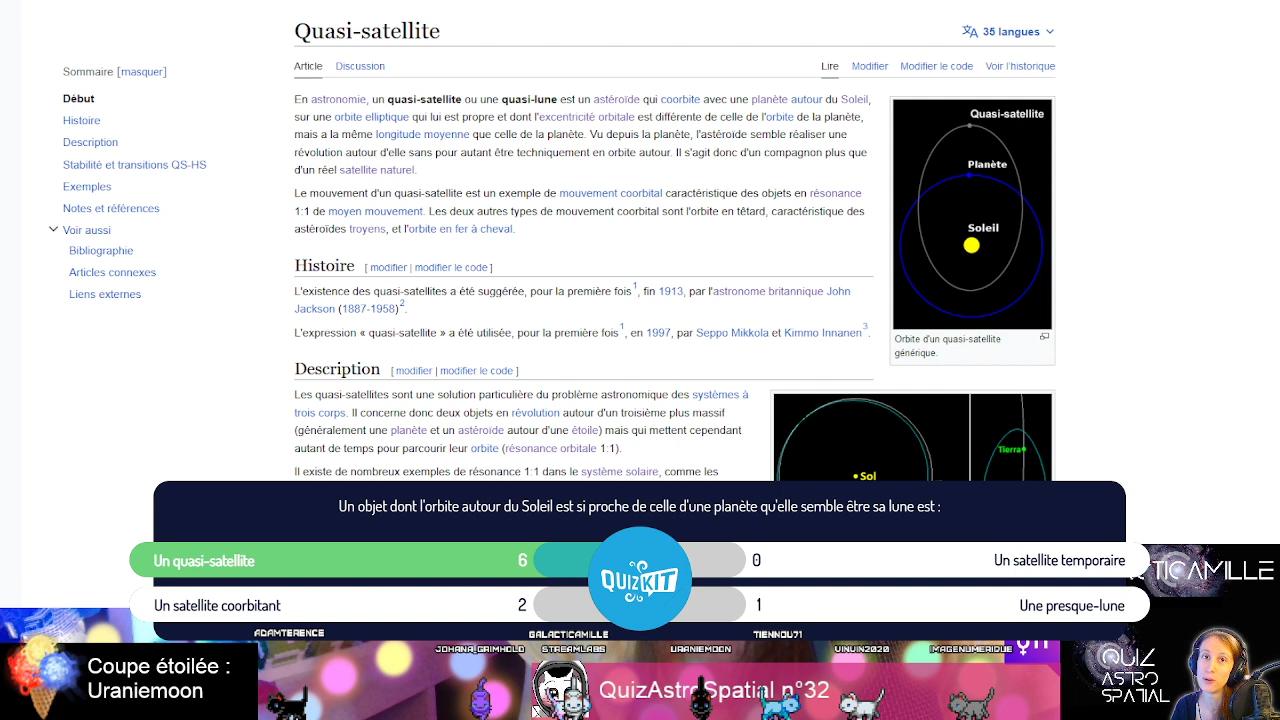 Quasi-satellite
35 langues
Sommaire [masquer]
Article Discussion
Lire Modifier Modifier le code Voir l'historique
Début
Histoire
Description
Stabilité et transitions QS-HS
Exemples
Notes et références
Voir aussi
Bibliographie
Articles connexes
Liens externes
En astronomie, un quasi-satellite ou une quasi-lune est un astéroïde qui coorbite avec une planète autour du Soleil,
sur une orbite elliptique qui lui est propre et dont l'excentricité orbitale est différente de celle de l'orbite de la planète,
mais a la même longitude moyenne que celle de la planète. Vu depuis la planète, l'astéroïde semble réaliser une
révolution autour d'elle sans pour autant être techniquement en orbite autour. Il s'agit donc d'un compagnon plus que
d'un réel satellite naturel.
Le mouvement d'un quasi-satellite est un exemple de mouvement coorbital caractéristique des objets en résonance
1:1 de moyen mouvement. Les deux autres types de mouvement coorbital sont l'orbite en têtard, caractéristique des
astéroïdes troyens, et l'orbite en fer à cheval.
Histoire [ modifier | modifier le code ]
L'existence des quasi-satellites a été suggérée, pour la première fois1, fin 1913, par l'astronome britannique John
Jackson (1887-1958)2.
L'expression « quasi-satellite » a été utilisée, pour la première fois1, en 1997, par Seppo Mikkola et Kimmo Innanen3.
Description [ modifier | modifier le code ]
Les quasi-satellites sont une solution particulière du problème astronomique des systèmes à
trois corps. Il concerne donc deux objets en révolution autour d'un troisième plus massif
(généralement une planète et un astéroïde autour d'une étoile) mais qui mettent cependant
autant de temps pour parcourir leur orbite (résonance orbitale 1:1).
Il existe de nombreux exemples de résonance 1:1 dans le système solaire, comme les
Quasi-satellite
Planète
Soleil
Orbite d'un quasi-satellite
générique.
Tierra
Sol
Un objet dont l'orbite autour du Soleil est si proche de celle d'une planète qu'elle semble être sa lune est :
Un quasi-satellite 6
0 Un satellite temporaire
QUIZKIT
Un satellite coorbitant 2
1 Une presque-lune
TICAMILLE
ADAMTERENCE
GALACTICAMILLE
TIENNOU71
JOHANA_GRIMHOLD
STREAMLABS
URANIEMOON
VINVIN2020
MAGENUMERIQUE
Coupe étoilée :
Uraniemoon
QuizAstroSpatial n°32
QUIZ
ASTRO
SPATIAL